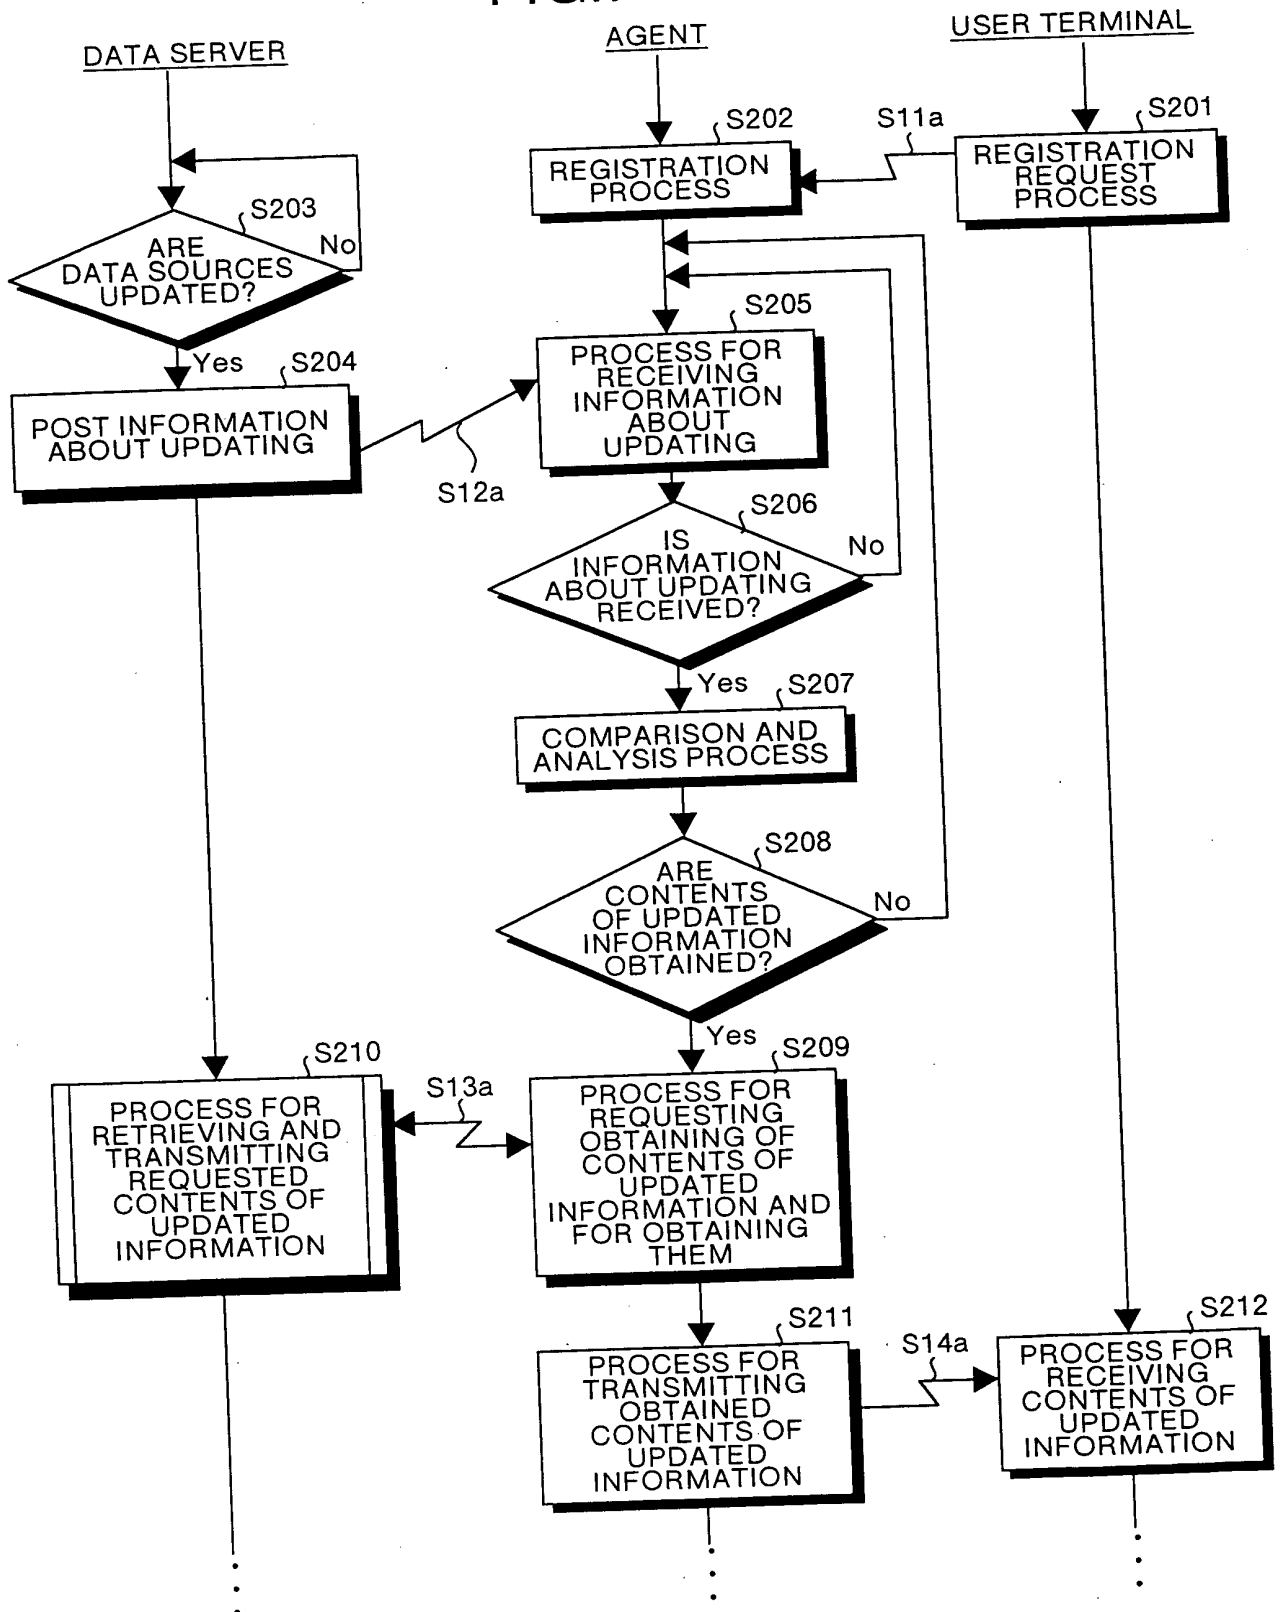 DATA SERVER
AGENT
USER TERMINAL
S202
REGISTRATION
PROCESS
S11a
S201
REGISTRATION
REQUEST
PROCESS
S203
ARE
DATA SOURCES
UPDATED?
No
Yes
S204
POST INFORMATION
ABOUT UPDATING
S12a
S205
PROCESS FOR
RECEIVING
INFORMATION
ABOUT
UPDATING
S206
IS
INFORMATION
ABOUT UPDATING
RECEIVED?
No
Yes
S207
COMPARISON AND
ANALYSIS PROCESS
S208
ARE
CONTENTS
OF UPDATED
INFORMATION
OBTAINED?
No
Yes
S210
PROCESS FOR
RETRIEVING AND
TRANSMITTING
REQUESTED
CONTENTS OF
UPDATED
INFORMATION
S13a
S209
PROCESS FOR
REQUESTING
OBTAINING OF
CONTENTS OF
UPDATED
INFORMATION AND
FOR OBTAINING
THEM
S211
PROCESS FOR
TRANSMITTING
OBTAINED
CONTENTS OF
UPDATED
INFORMATION
S14a
S212
PROCESS FOR
RECEIVING
CONTENTS OF
UPDATED
INFORMATION